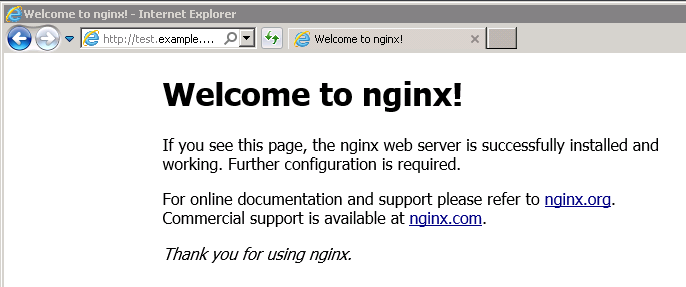 Welcome to nginx! - Internet Explorer
http://test.example....
Welcome to nginx!
Welcome to nginx!
If you see this page, the nginx web server is successfully installed and
working. Further configuration is required.
For online documentation and support please refer to nginx.org.
Commercial support is available at nginx.com.
Thank you for using nginx.